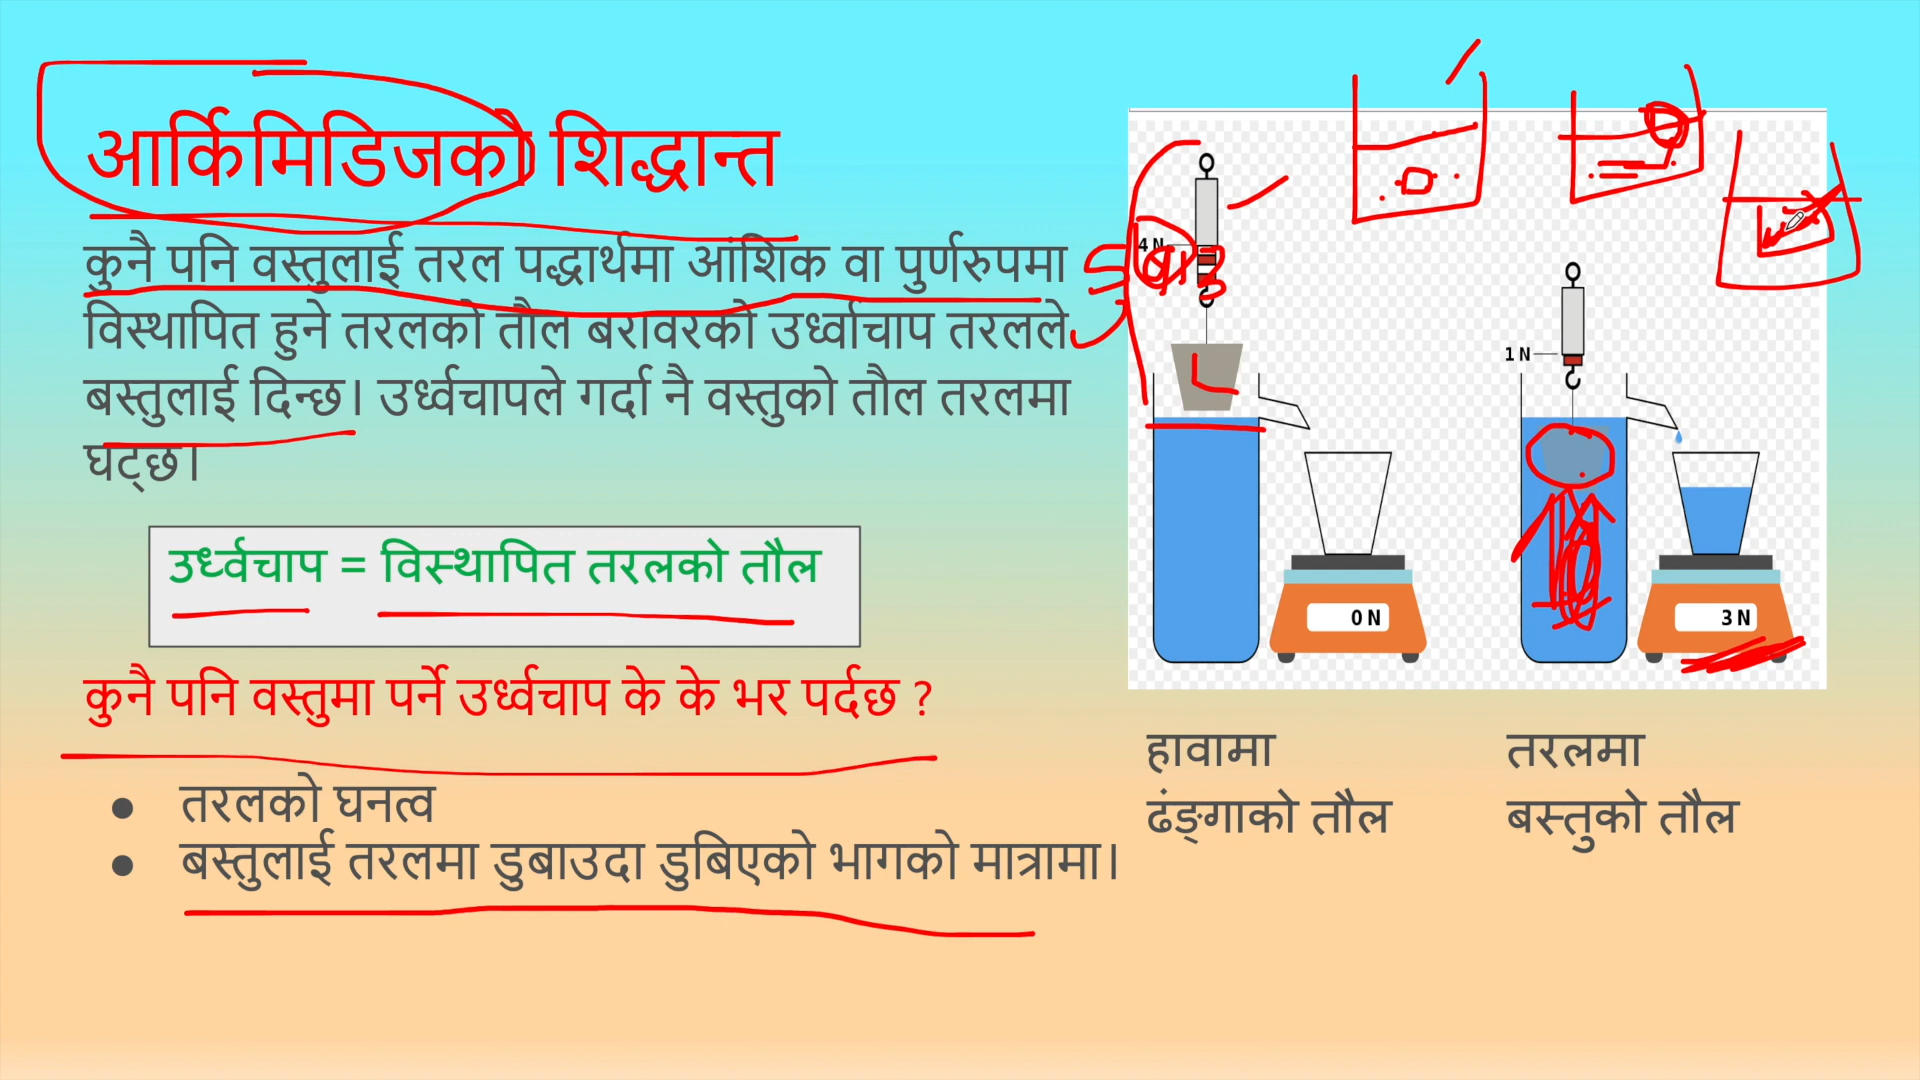 आर्किमिडिजको शिद्धान्त
कुनै पनि वस्तुलाई तरल पद्धार्थमा आंशिक वा पुर्णरुपमा
विस्थापित हुने तरलको तौल बरावरको उर्ध्वाचाप तरलले
बस्तुलाई दिन्छ। उर्ध्वचापले गर्दा नै वस्तुको तौल तरलमा
घट्छ।
उर्ध्वचाप = विस्थापित तरलको तौल
कुनै पनि वस्तुमा पर्ने उर्ध्वचाप के के भर पर्दछ ?
● तरलको घनत्व
● बस्तुलाई तरलमा डुबाउदा डुबिएको भागको मात्रामा।
4 N
1 N
0 N
3 N
हावामा
ढंङ्गाको तौल
तरलमा
बस्तुको तौल